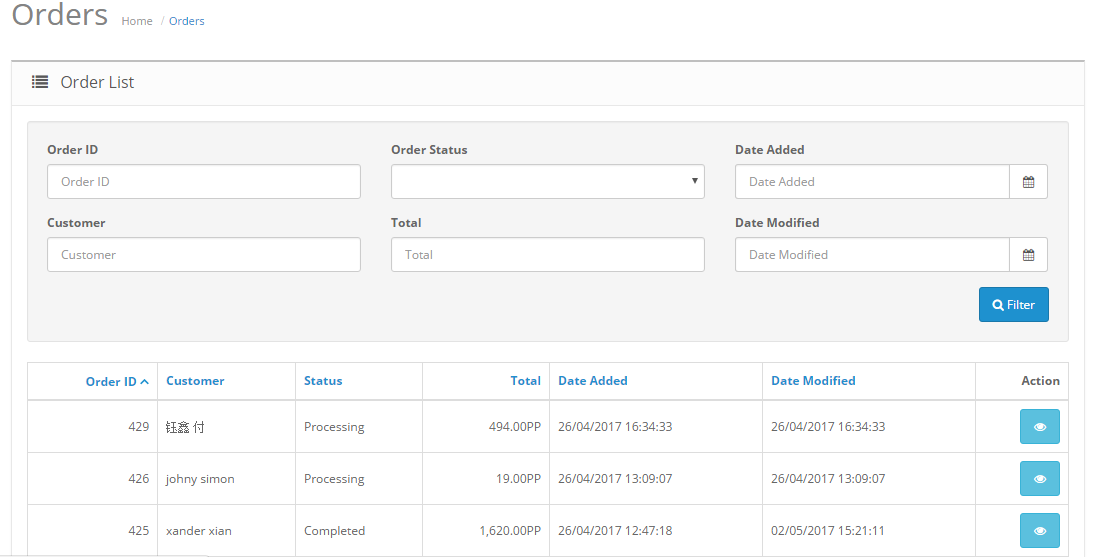 Orders Home / Orders
Order List
Order ID Order Status Date Added
Order ID Date Added
Customer Total Date Modified
Customer Total Date Modified
Filter
Order ID Customer Status Total Date Added Date Modified Action
429 钰鑫 付 Processing 494.00PP 26/04/2017 16:34:33 26/04/2017 16:34:33
426 johny simon Processing 19.00PP 26/04/2017 13:09:07 26/04/2017 13:09:07
425 xander xian Completed 1,620.00PP 26/04/2017 12:47:18 02/05/2017 15:21:11